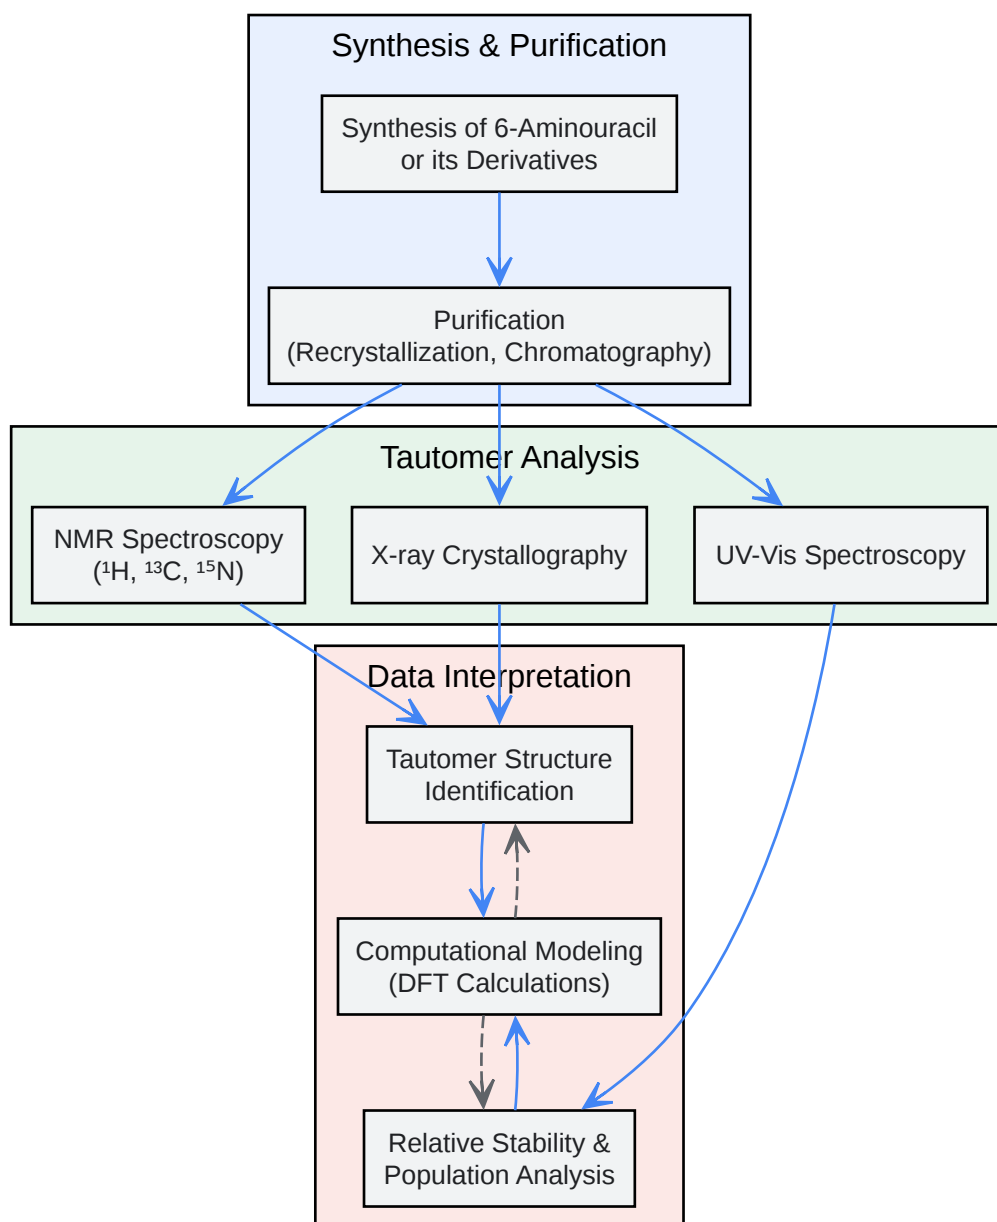 Synthesis & Purification
Synthesis of 6-Aminouracil
or its Derivatives
Purification
(Recrystallization, Chromatography)
Tautomer Analysis
NMR Spectroscopy
(¹H, ¹³C, ¹⁵N)
X-ray Crystallography
UV-Vis Spectroscopy
Data Interpretation
Tautomer Structure
Identification
Computational Modeling
(DFT Calculations)
Relative Stability &
Population Analysis